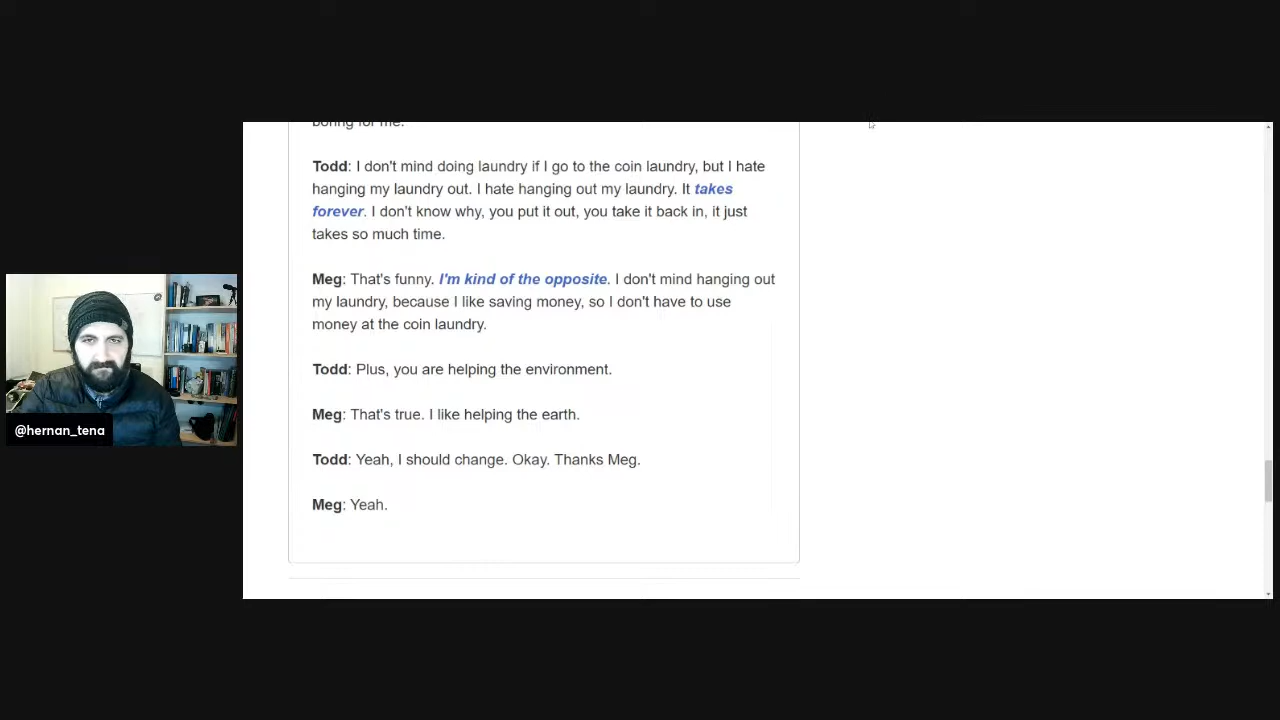 boring for me.
Todd: I don't mind doing laundry if I go to the coin laundry, but I hate
hanging my laundry out. I hate hanging out my laundry. It takes
forever. I don't know why, you put it out, you take it back in, it just
takes so much time.
Meg: That's funny. I'm kind of the opposite. I don't mind hanging out
my laundry, because I like saving money, so I don't have to use
money at the coin laundry.
Todd: Plus, you are helping the environment.
Meg: That's true. I like helping the earth.
Todd: Yeah, I should change. Okay. Thanks Meg.
Meg: Yeah.
@hernan_tena